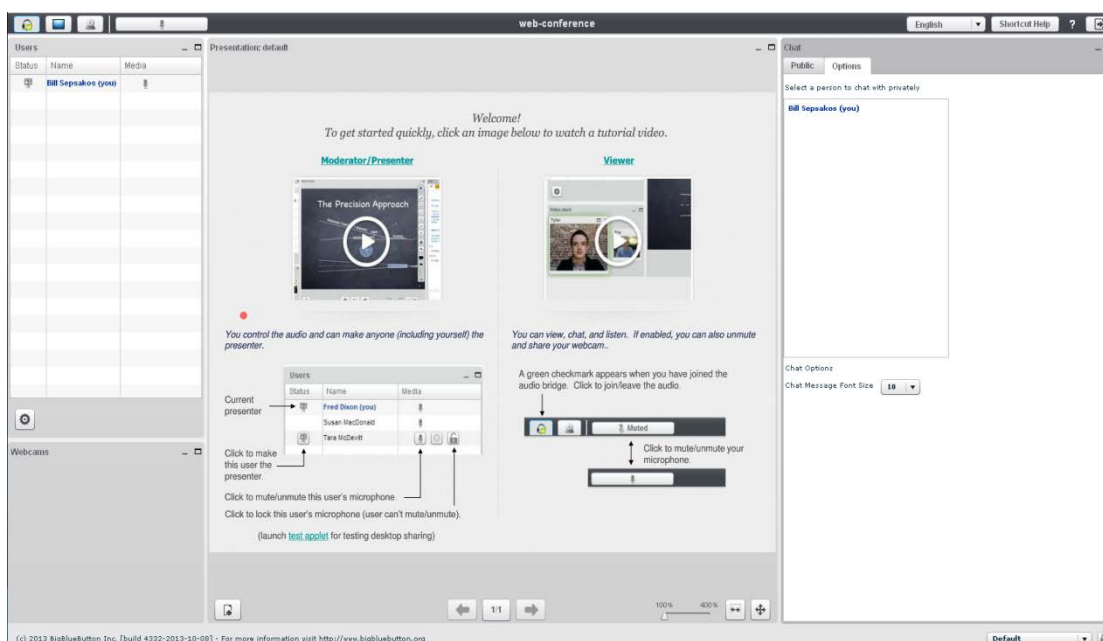 web-conference
English
Shortcut Help
?
Users
Status Name Media
Bill Sepsakos (you)
Webcams
Presentation: default
Welcome!
To get started quickly, click an image below to watch a tutorial video.
Moderator/Presenter
The Precision Approach
You control the audio and can make anyone (including yourself) the
presenter.
Users
Status Name Media
Fred Dixon (you)
Susan MacDonald
Tara McDevitt
Current
presenter
Click to make
this user the
presenter.
Click to mute/unmute this user's microphone
Click to lock this user's microphone (user can't mute/unmute).
(launch test applet for testing desktop sharing)
Viewer
Video dock
Tyler
You can view, chat, and listen. If enabled, you can also unmute
and share your webcam..
A green checkmark appears when you have joined the
audio bridge. Click to join/leave the audio.
Muted
Click to mute/unmute your
microphone.
1/1
100% 400%
Chat
Public Options
Select a person to chat with privately
Bill Sepsakos (you)
Chat Options
Chat Message Font Size 10
(c) 2013 BigBlueButton Inc. [build 4332-2013-10-08] - For more information visit http://www.bigbluebutton.org
Default